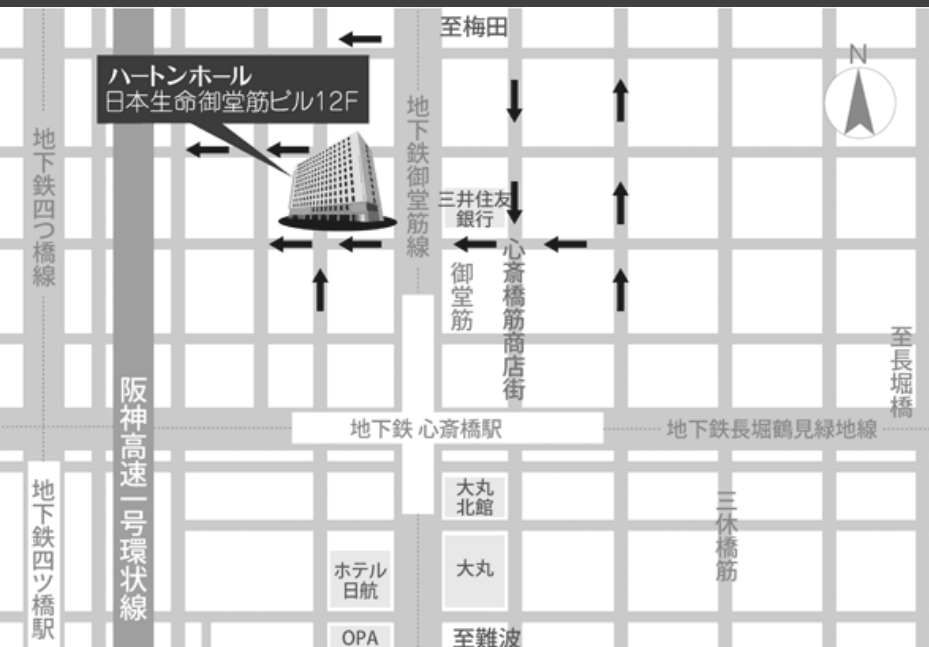 至梅田
N
ハートンホール
日本生命御堂筋ビル12F
地下鉄御堂筋線
地下鉄四つ橋線
三井住友
銀行
心斎橋筋商店街
御堂筋
至長堀橋
阪神高速一号環状線
地下鉄 心斎橋駅
地下鉄長堀鶴見緑地線
地下鉄四ツ橋駅
大丸
北館
三休橋筋
ホテル
日航
大丸
OPA
至難波